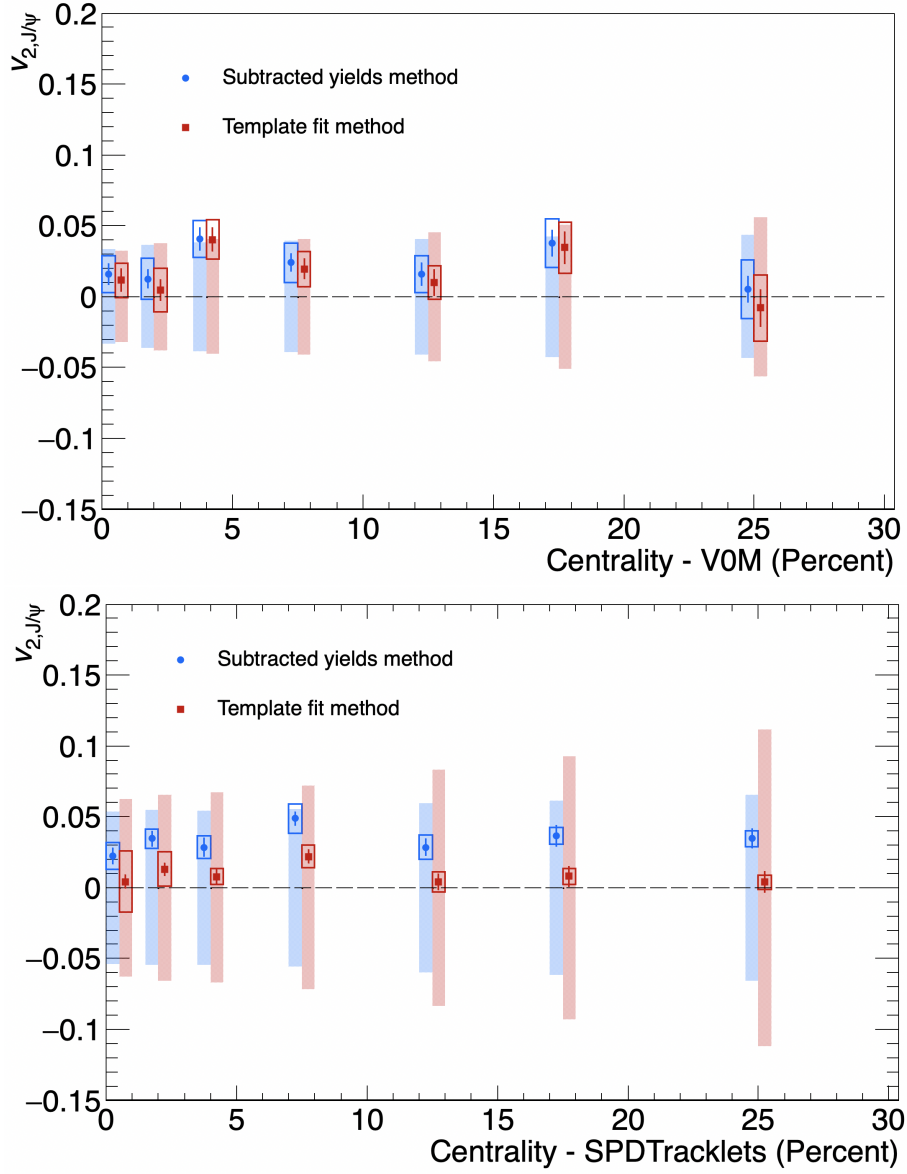 v2,J/ψ
0.2
0.15
0.1
0.05
0
−0.05
−0.1
−0.15
Subtracted yields method
Template fit method
0 5 10 15 20 25 30
Centrality - V0M (Percent)
v2,J/ψ
0.2
0.15
0.1
0.05
0
−0.05
−0.1
−0.15
Subtracted yields method
Template fit method
0 5 10 15 20 25 30
Centrality - SPDTracklets (Percent)